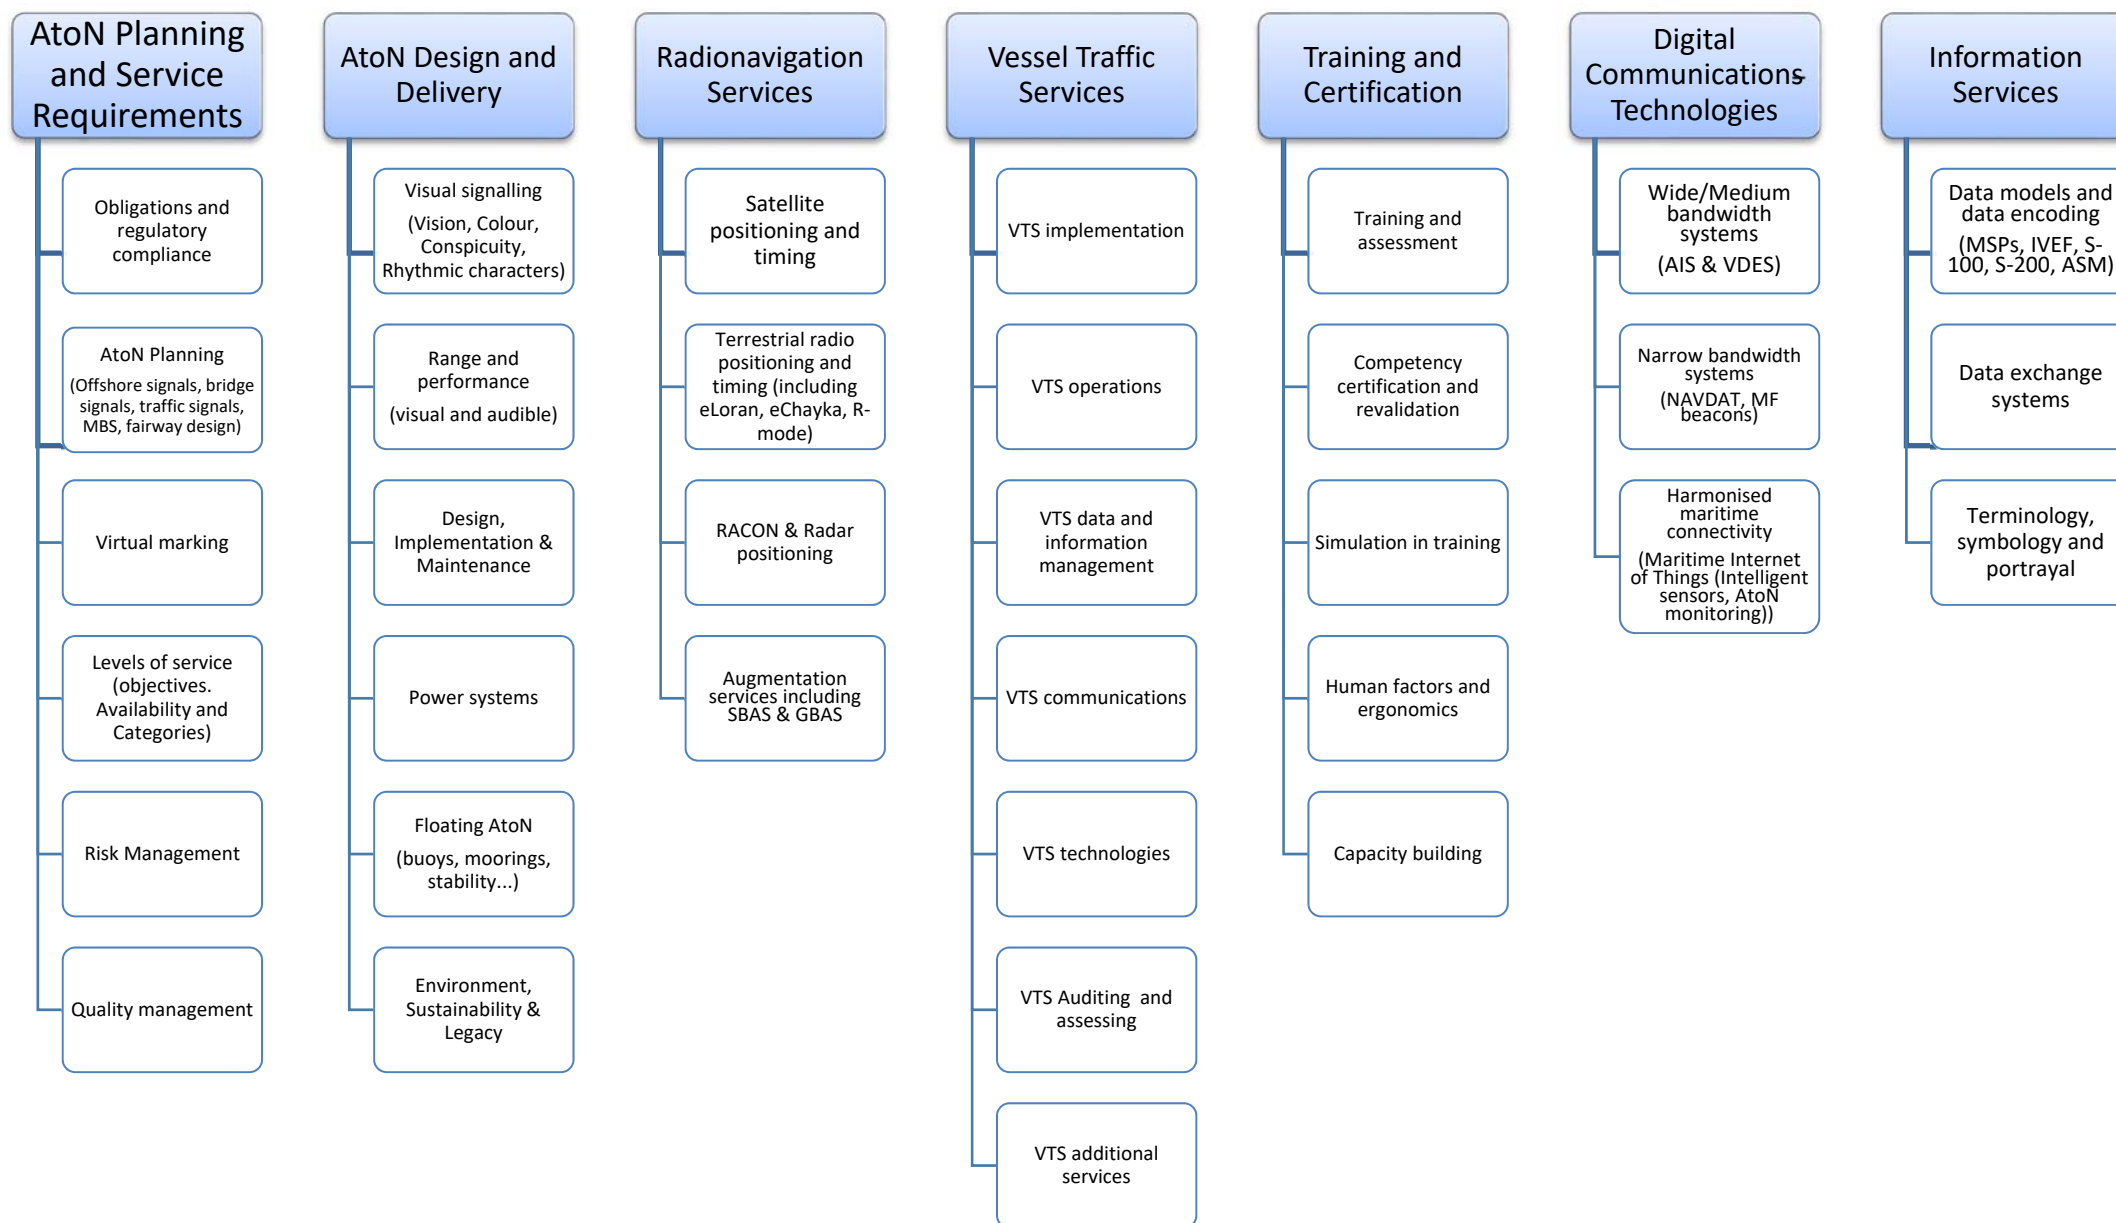 AtoN Planning
and Service
Requirements
Obligations and
regulatory
compliance
AtoN Planning
(Offshore signals, bridge
signals, traffic signals,
MBS, fairway design)
Virtual marking
Levels of service
(objectives.
Availability and
Categories)
Risk Management
Quality management
AtoN Design and
Delivery
Visual signalling
(Vision, Colour,
Conspicuity,
Rhythmic characters)
Range and
performance
(visual and audible)
Design,
Implementation &
Maintenance
Power systems
Floating AtoN
(buoys, moorings,
stability...)
Environment,
Sustainability &
Legacy
Radionavigation
Services
Satellite
positioning and
timing
Terrestrial radio
positioning and
timing (including
eLoran, eChayka, R-
mode)
RACON & Radar
positioning
Augmentation
services including
SBAS & GBAS
Vessel Traffic
Services
VTS implementation
VTS operations
VTS data and
information
management
VTS communications
VTS technologies
VTS Auditing and
assessing
VTS additional
services
Training and
Certification
Training and
assessment
Competency
certification and
revalidation
Simulation in training
Human factors and
ergonomics
Capacity building
Digital
Communications
Technologies
Wide/Medium
bandwidth
systems
(AIS & VDES)
Narrow bandwidth
systems
(NAVDAT, MF
beacons)
Harmonised
maritime
connectivity
(Maritime Internet
of Things (Intelligent
sensors, AtoN
monitoring))
Information
Services
Data models and
data encoding
(MSPs, IVEF, S-
100, S-200, ASM)
Data exchange
systems
Terminology,
symbology and
portrayal